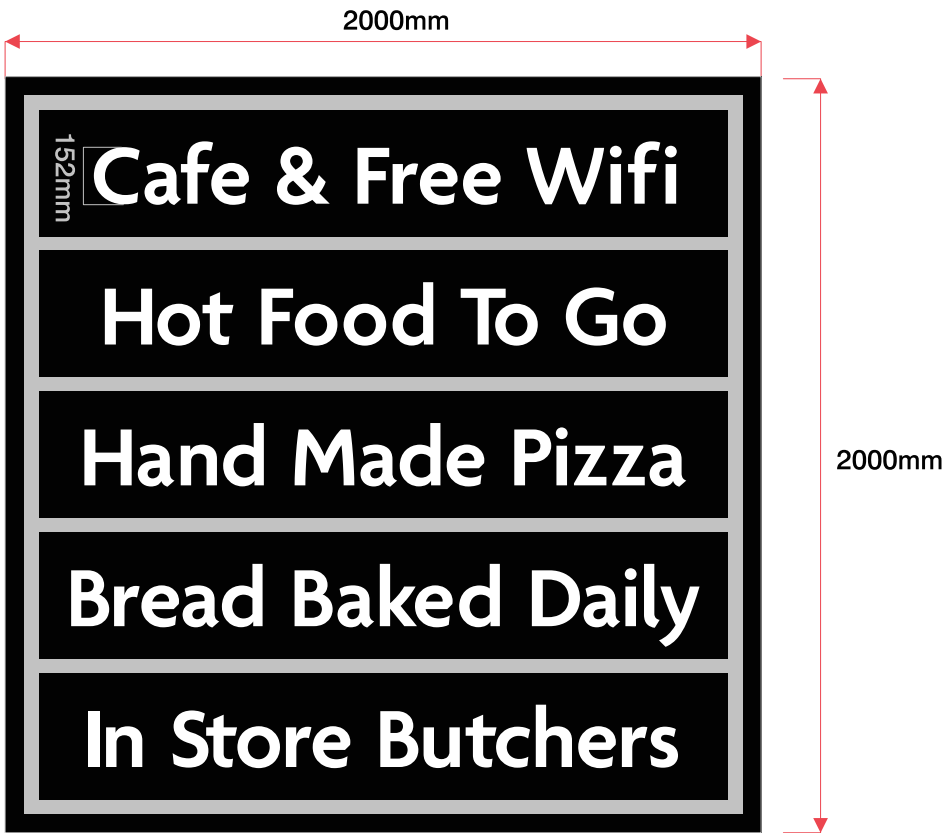 2000mm
152mm
Cafe & Free Wifi
Hot Food To Go
2000mm
Hand Made Pizza
Bread Baked Daily
In Store Butchers